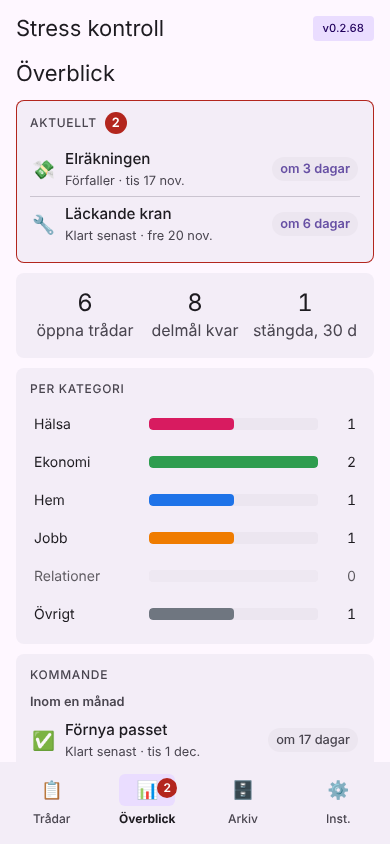 Stress kontroll
v0.2.68
Överblick
AKTUELLT 2
Elräkningen
Förfaller · tis 17 nov.
om 3 dagar
Läckande kran
Klart senast · fre 20 nov.
om 6 dagar
6 8 1
öppna trådar delmål kvar stängda, 30 d
PER KATEGORI
Hälsa 1
Ekonomi 2
Hem 1
Jobb 1
Relationer 0
Övrigt 1
KOMMANDE
Inom en månad
Förnya passet
Klart senast · tis 1 dec.
om 17 dagar
2
Trådar Överblick Arkiv Inst.